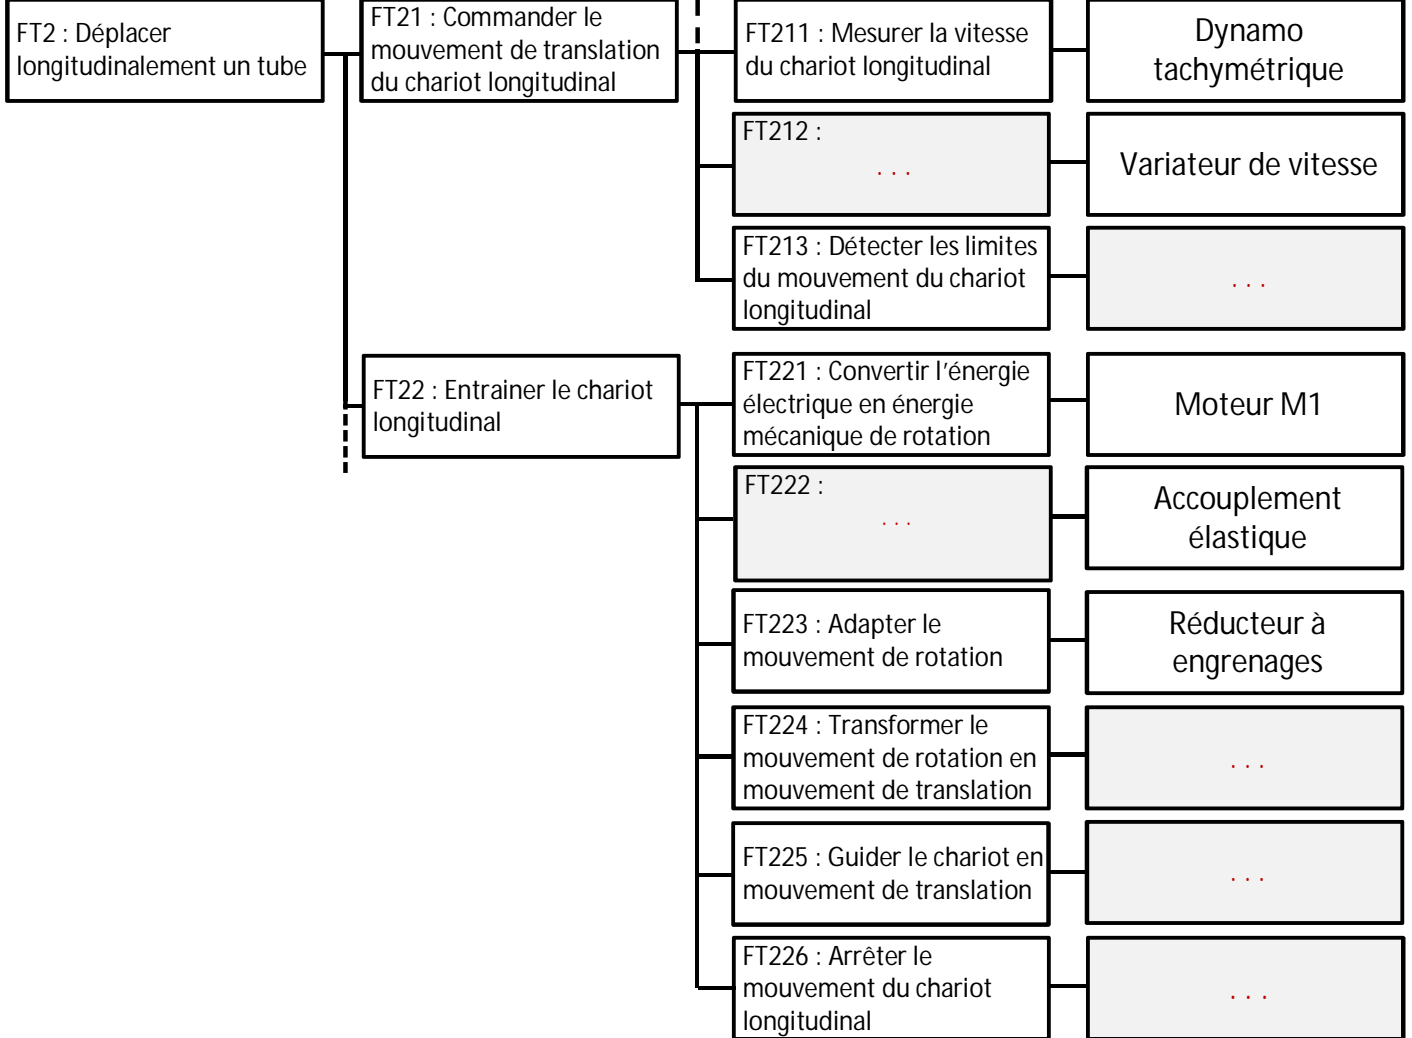 FT2 : Déplacer
longitudinalement un tube
FT21 : Commander le
mouvement de translation
du chariot longitudinal
FT211 : Mesurer la vitesse
du chariot longitudinal
Dynamo
tachymétrique
FT212 :
. . .
Variateur de vitesse
FT213 : Détecter les limites
du mouvement du chariot
longitudinal
. . .
FT22 : Entrainer le chariot
longitudinal
FT221 : Convertir l’énergie
électrique en énergie
mécanique de rotation
Moteur M1
FT222 :
. . .
Accouplement
élastique
FT223 : Adapter le
mouvement de rotation
Réducteur à
engrenages
FT224 : Transformer le
mouvement de rotation en
mouvement de translation
. . .
FT225 : Guider le chariot en
mouvement de translation
. . .
FT226 : Arrêter le
mouvement du chariot
longitudinal
. . .